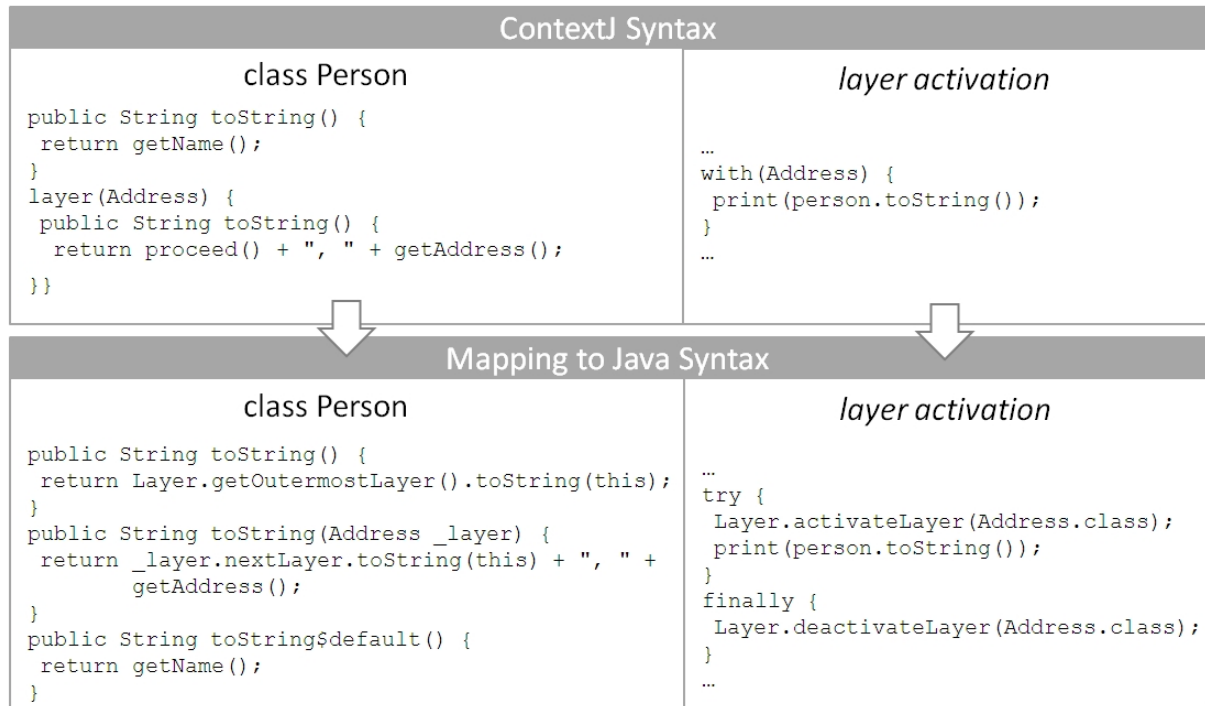 ContextJ Syntax
class Person
public String toString() {
return getName();
}
layer(Address) {
public String toString() {
return proceed() + ", " + getAddress();
}}
layer activation
…
with(Address) {
print(person.toString());
}
…
Mapping to Java Syntax
class Person
public String toString() {
return Layer.getOutermostLayer().toString(this);
}
public String toString(Address _layer) {
return _layer.nextLayer.toString(this) + ", " +
getAddress();
}
public String toString$default() {
return getName();
}
layer activation
…
try {
Layer.activateLayer(Address.class);
print(person.toString());
}
finally {
Layer.deactivateLayer(Address.class);
}
…